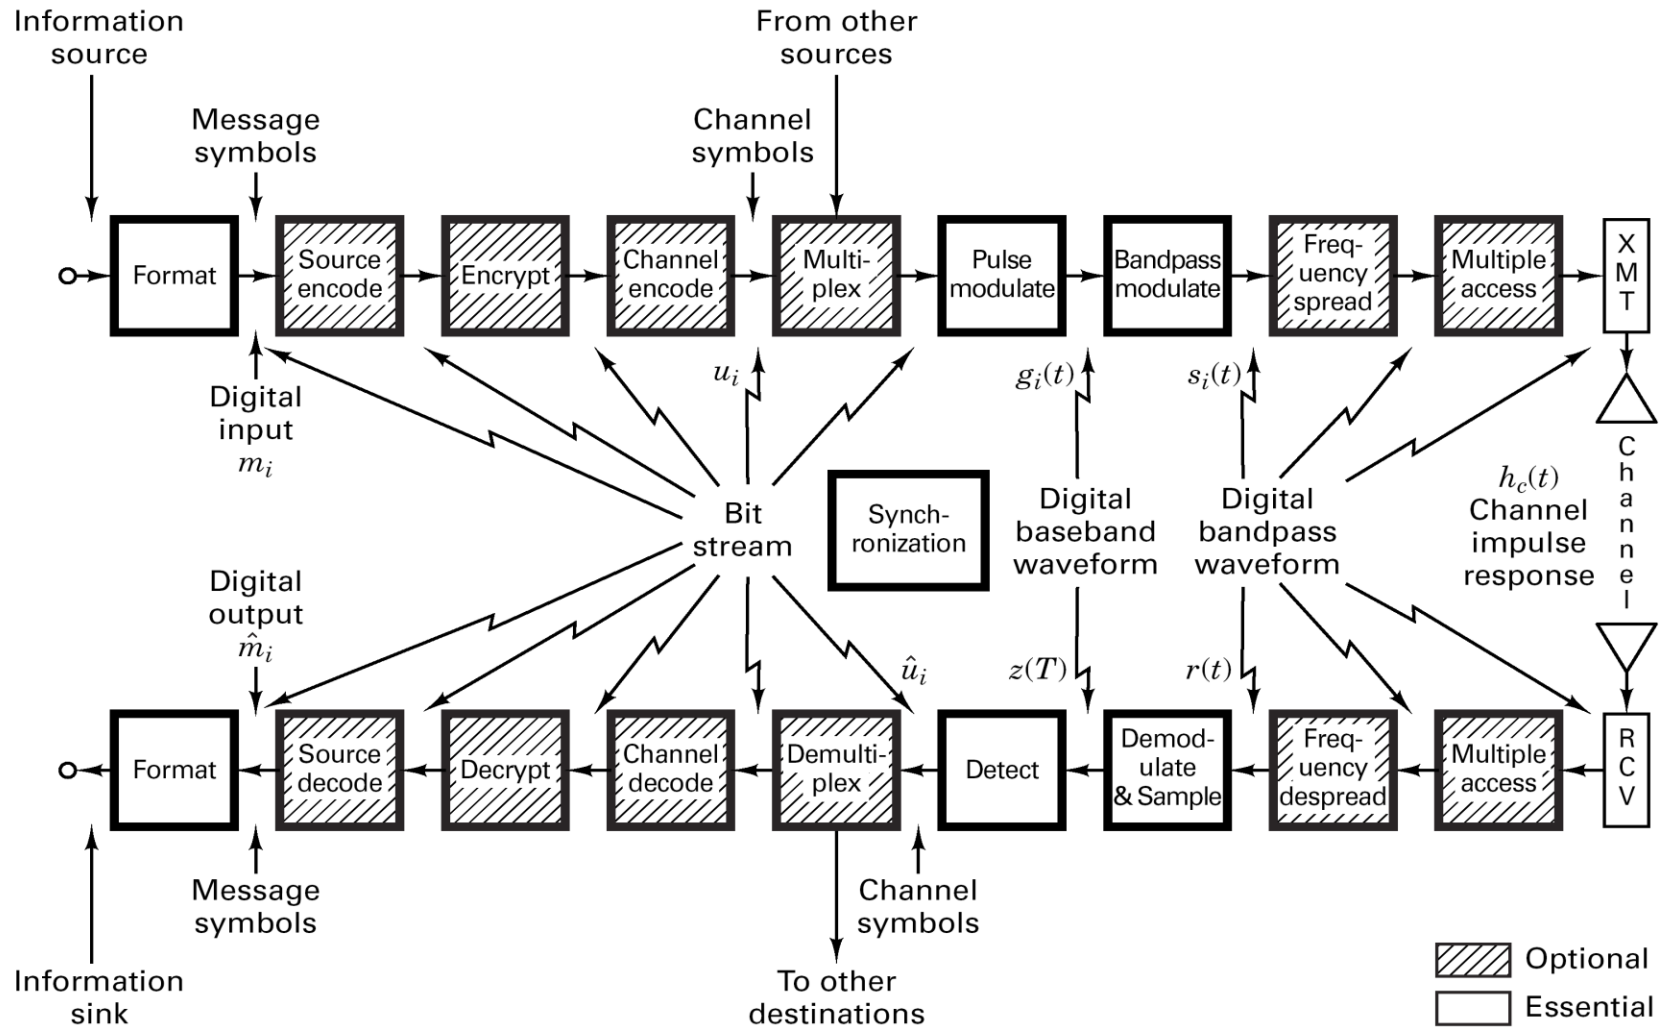 Information
source
From other
sources
Message
symbols
Channel
symbols
Format
Source
encode
Encrypt
Channel
encode
Multi-
plex
Pulse
modulate
Bandpass
modulate
Freq-
uency
spread
Multiple
access
X
M
T
Digital
input
m_i
u_i
g_i(t)
s_i(t)
Bit
stream
Synch-
ronization
Digital
baseband
waveform
Digital
bandpass
waveform
h_c(t)
Channel
impulse
response
C
h
a
n
n
e
l
Digital
output
m̂_i
û_i
z(T)
r(t)
Format
Source
decode
Decrypt
Channel
decode
Demulti-
plex
Detect
Demod-
ulate
& Sample
Freq-
uency
despread
Multiple
access
R
C
V
Message
symbols
Channel
symbols
Information
sink
To other
destinations
Optional
Essential